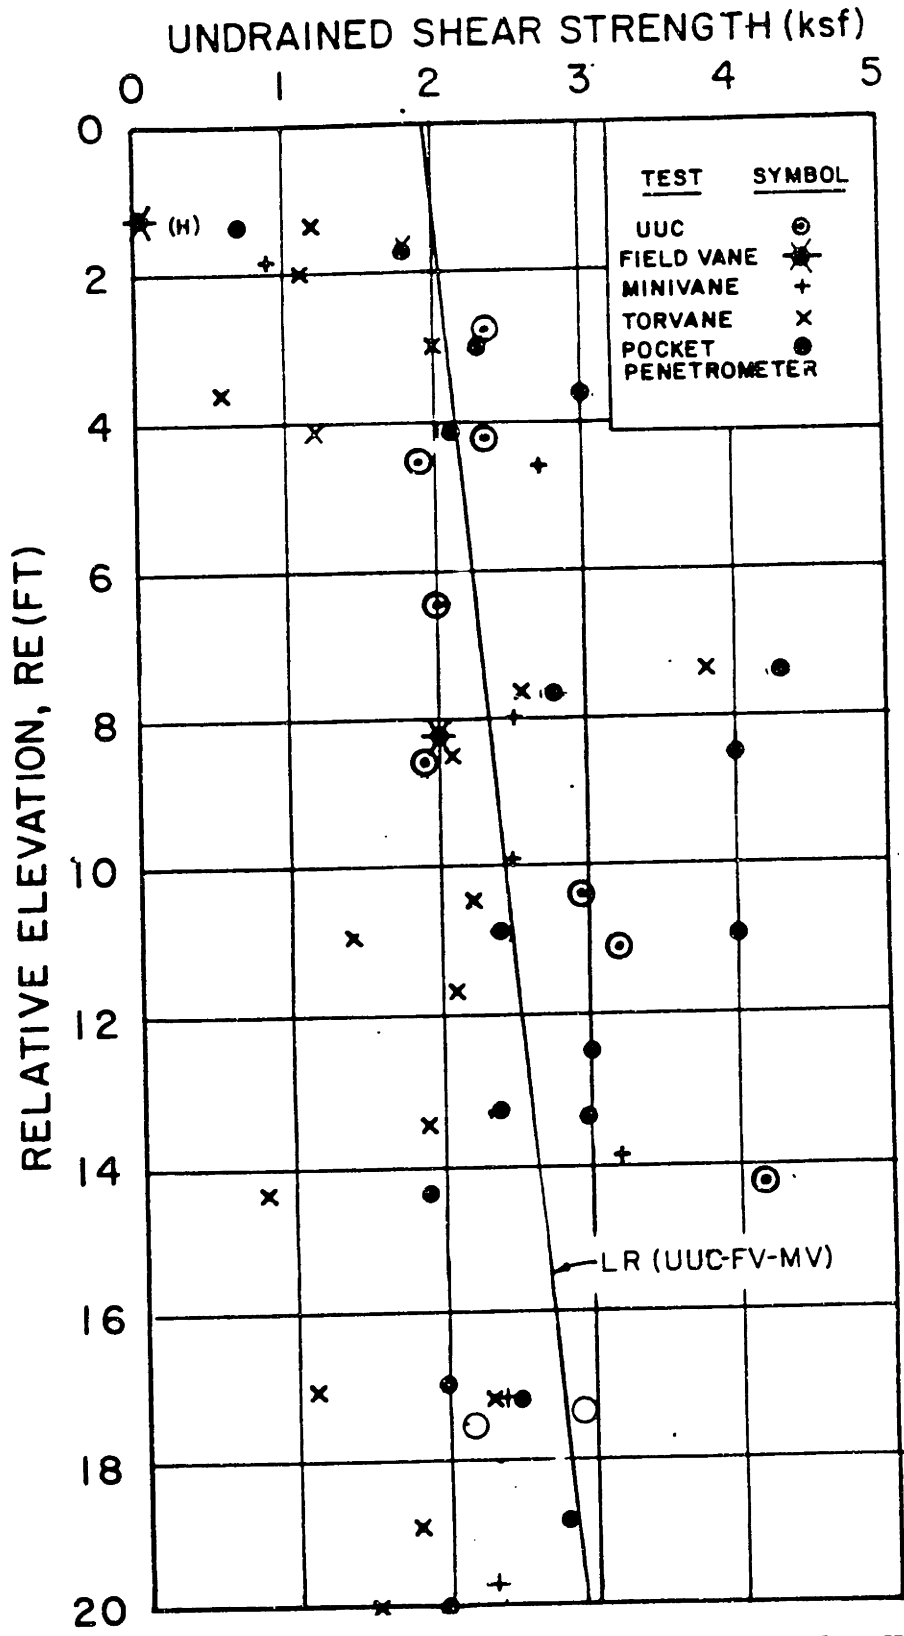 UNDRAINED SHEAR STRENGTH (ksf)
0 1 2 3 4 5
0
2
4
6
8
10
12
14
16
18
20
RELATIVE ELEVATION, RE (FT)
(H)
TEST SYMBOL
UUC
FIELD VANE
MINIVANE
TORVANE
POCKET
PENETROMETER
LR (UUC-FV-MV)